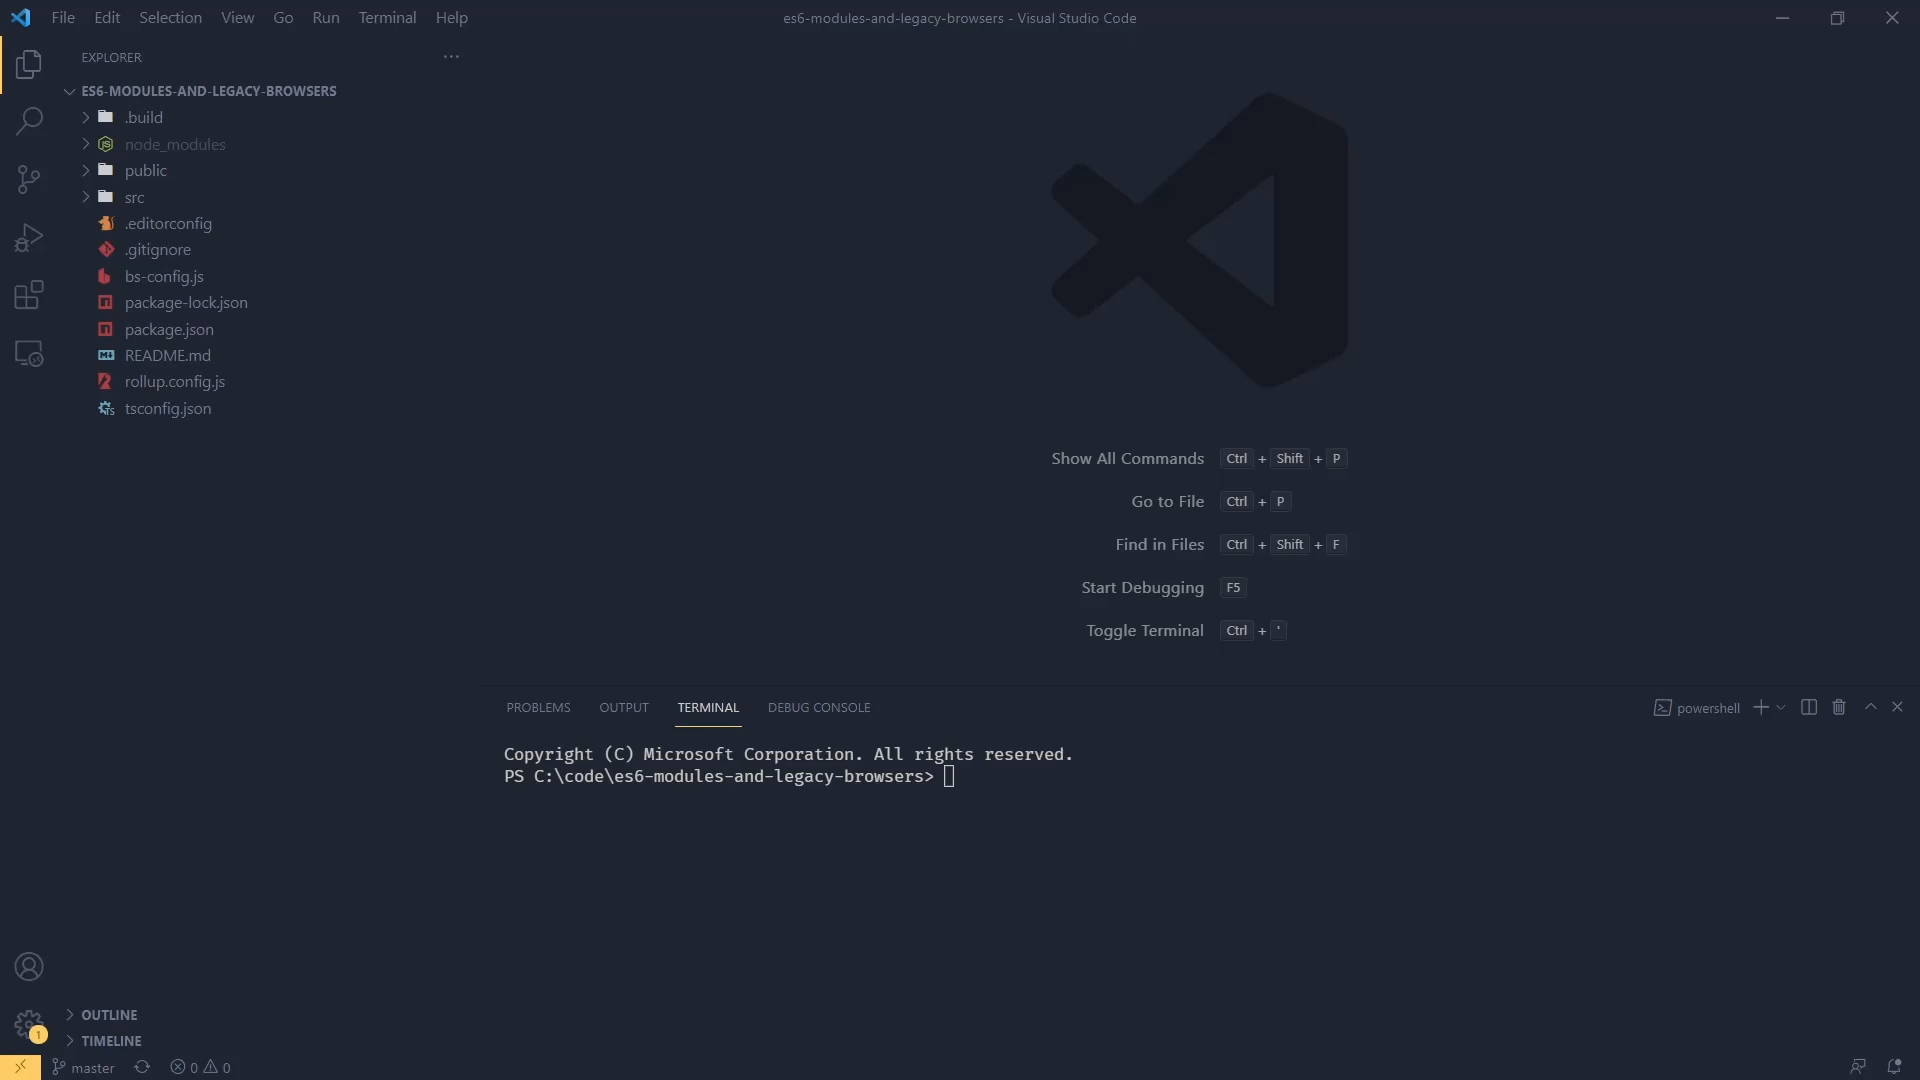 File Edit Selection View Go Run Terminal Help
es6-modules-and-legacy-browsers - Visual Studio Code
EXPLORER
ES6-MODULES-AND-LEGACY-BROWSERS
.build
node_modules
public
src
.editorconfig
.gitignore
bs-config.js
package-lock.json
package.json
README.md
rollup.config.js
tsconfig.json
OUTLINE
TIMELINE
Show All Commands Ctrl + Shift + P
Go to File Ctrl + P
Find in Files Ctrl + Shift + F
Start Debugging F5
Toggle Terminal Ctrl + '
PROBLEMS OUTPUT TERMINAL DEBUG CONSOLE
powershell
Copyright (C) Microsoft Corporation. All rights reserved.
PS C:\code\es6-modules-and-legacy-browsers>
1
master 0 0